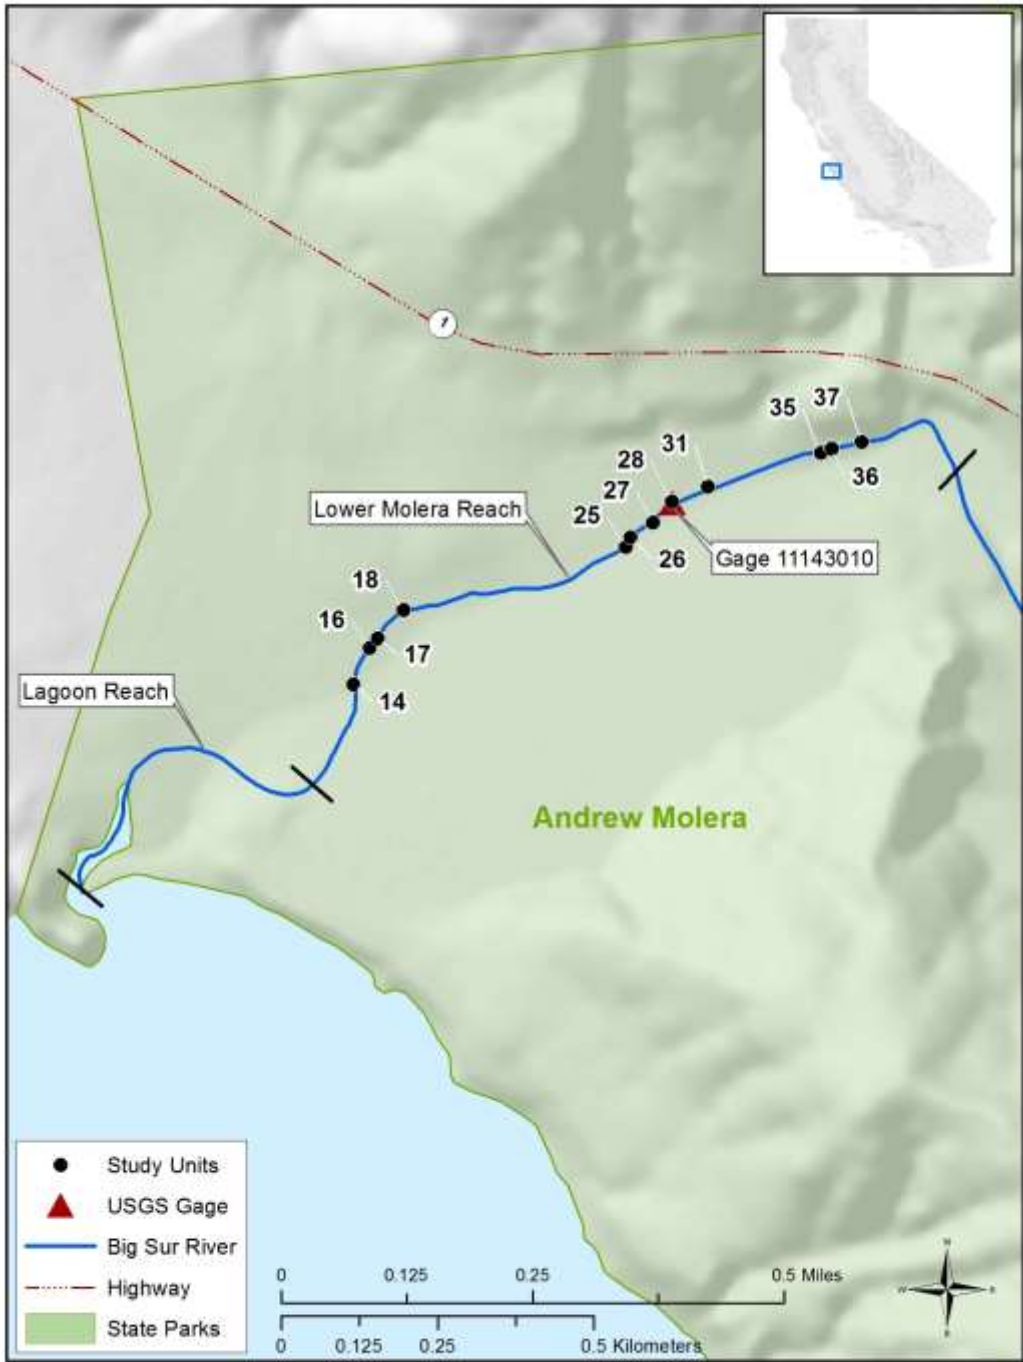 1
35
37
31
28
36
Lower Molera Reach
27
25
26
Gage 11143010
18
16
17
Lagoon Reach
14
Andrew Molera
Study Units
USGS Gage
Big Sur River
Highway
State Parks
0
0.125
0.25
0.5 Miles
0
0.125
0.25
0.5 Kilometers
N
W
E
S